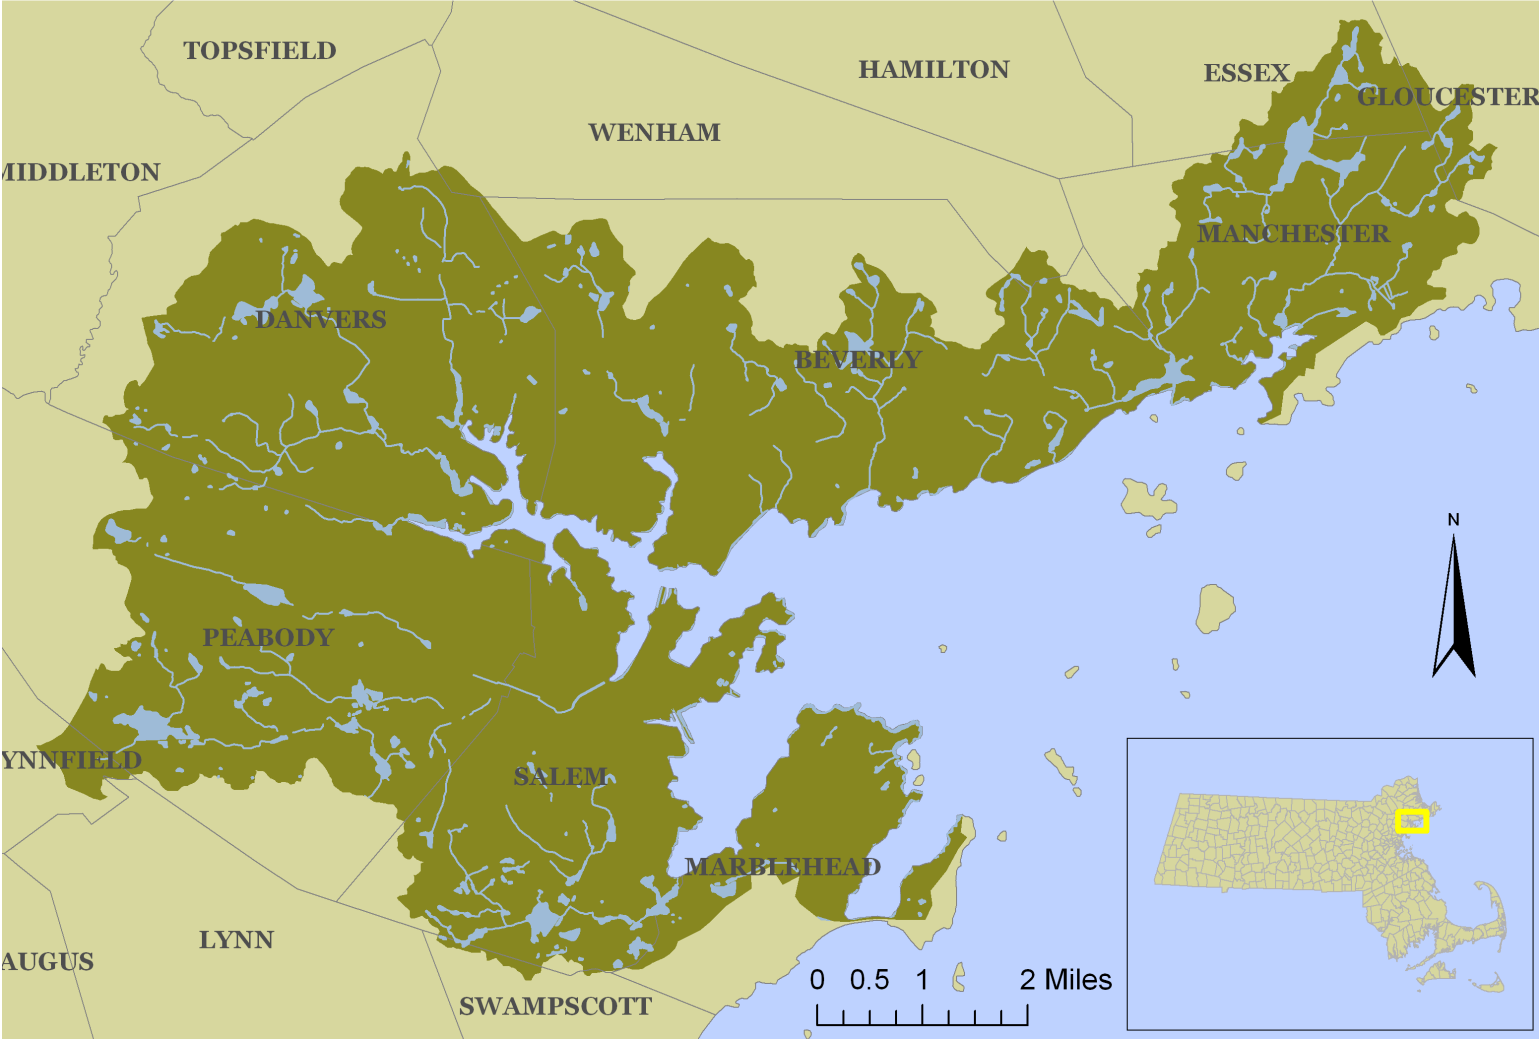 TOPSFIELD
HAMILTON
ESSEX
GLOUCESTER
WENHAM
MIDDLETON
MANCHESTER
DANVERS
BEVERLY
N
PEABODY
YNNFIELD
SALEM
MARBLEHEAD
LYNN
AUGUS
0 0.5 1 2 Miles
SWAMPSCOTT